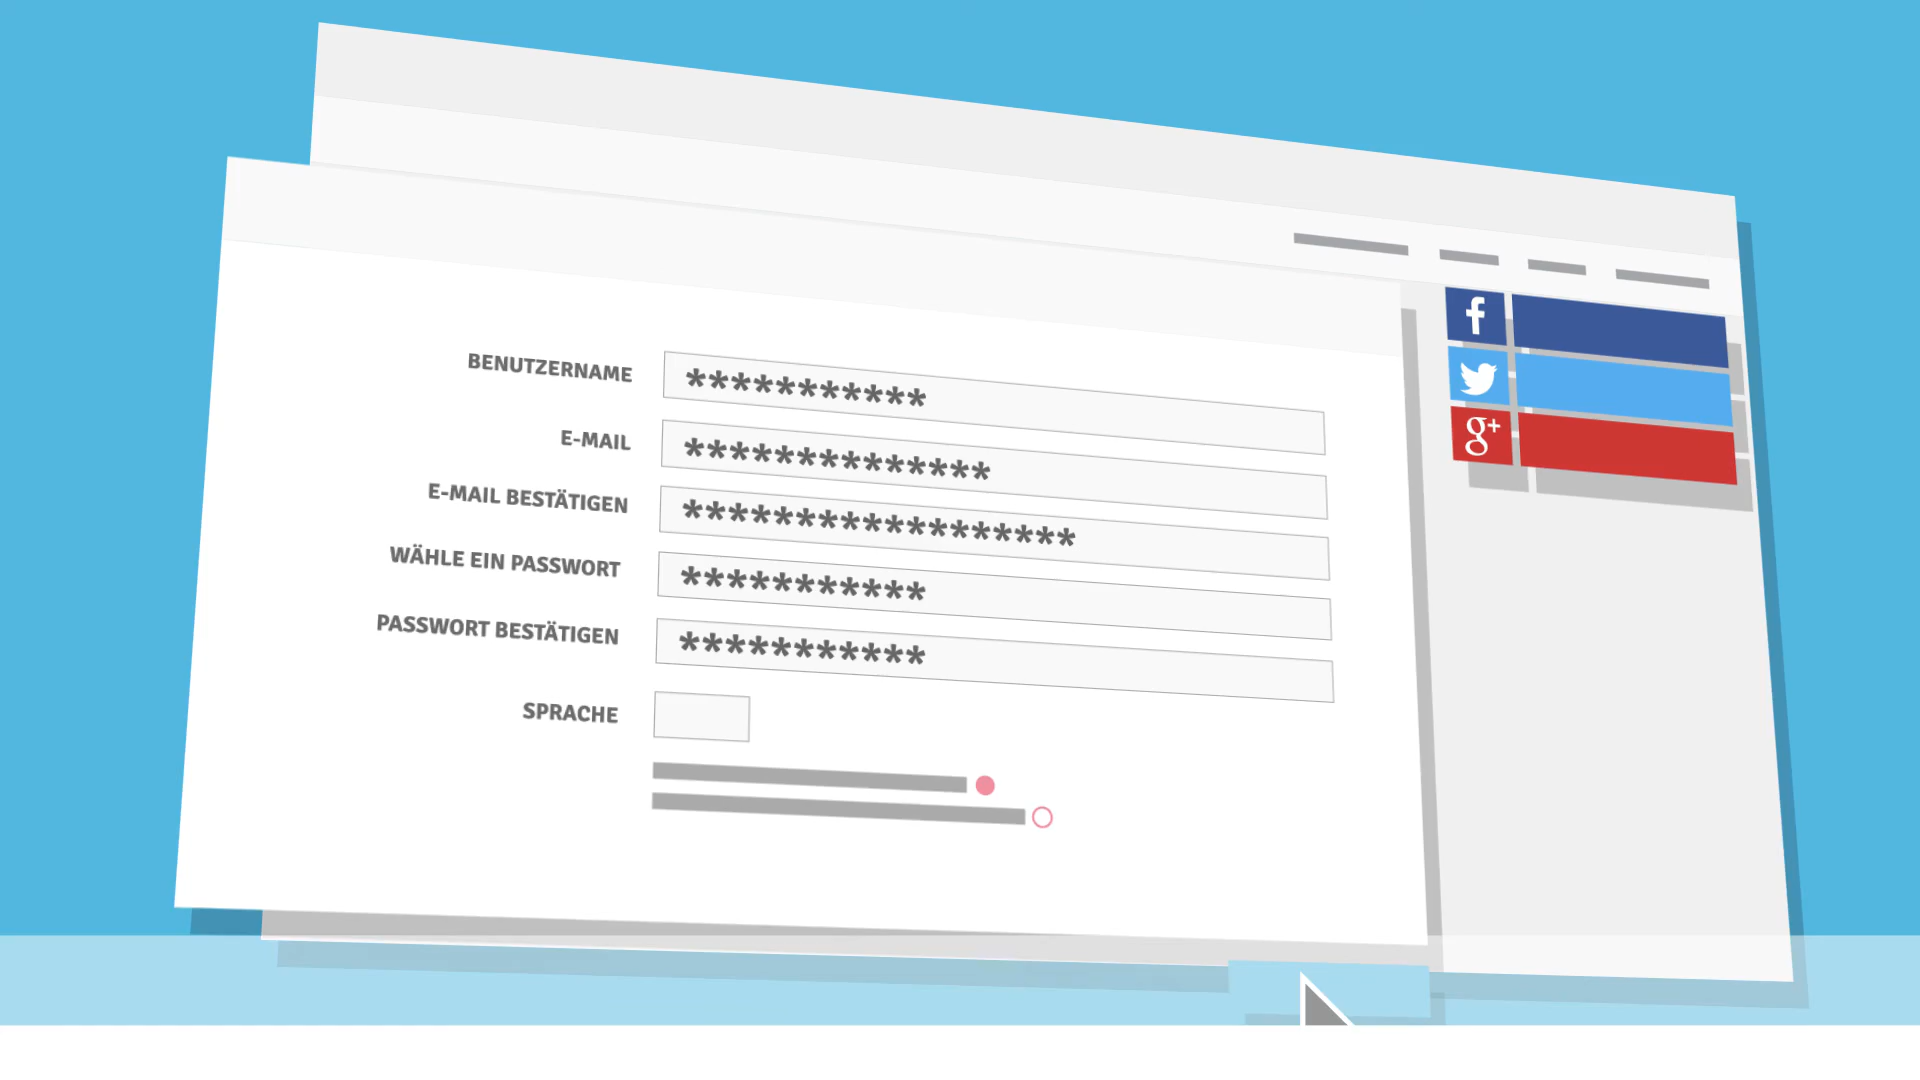 BENUTZERNAME
***********
E-MAIL
**************
E-MAIL BESTÄTIGEN
******************
WÄHLE EIN PASSWORT
***********
PASSWORT BESTÄTIGEN
***********
SPRACHE
f
g+